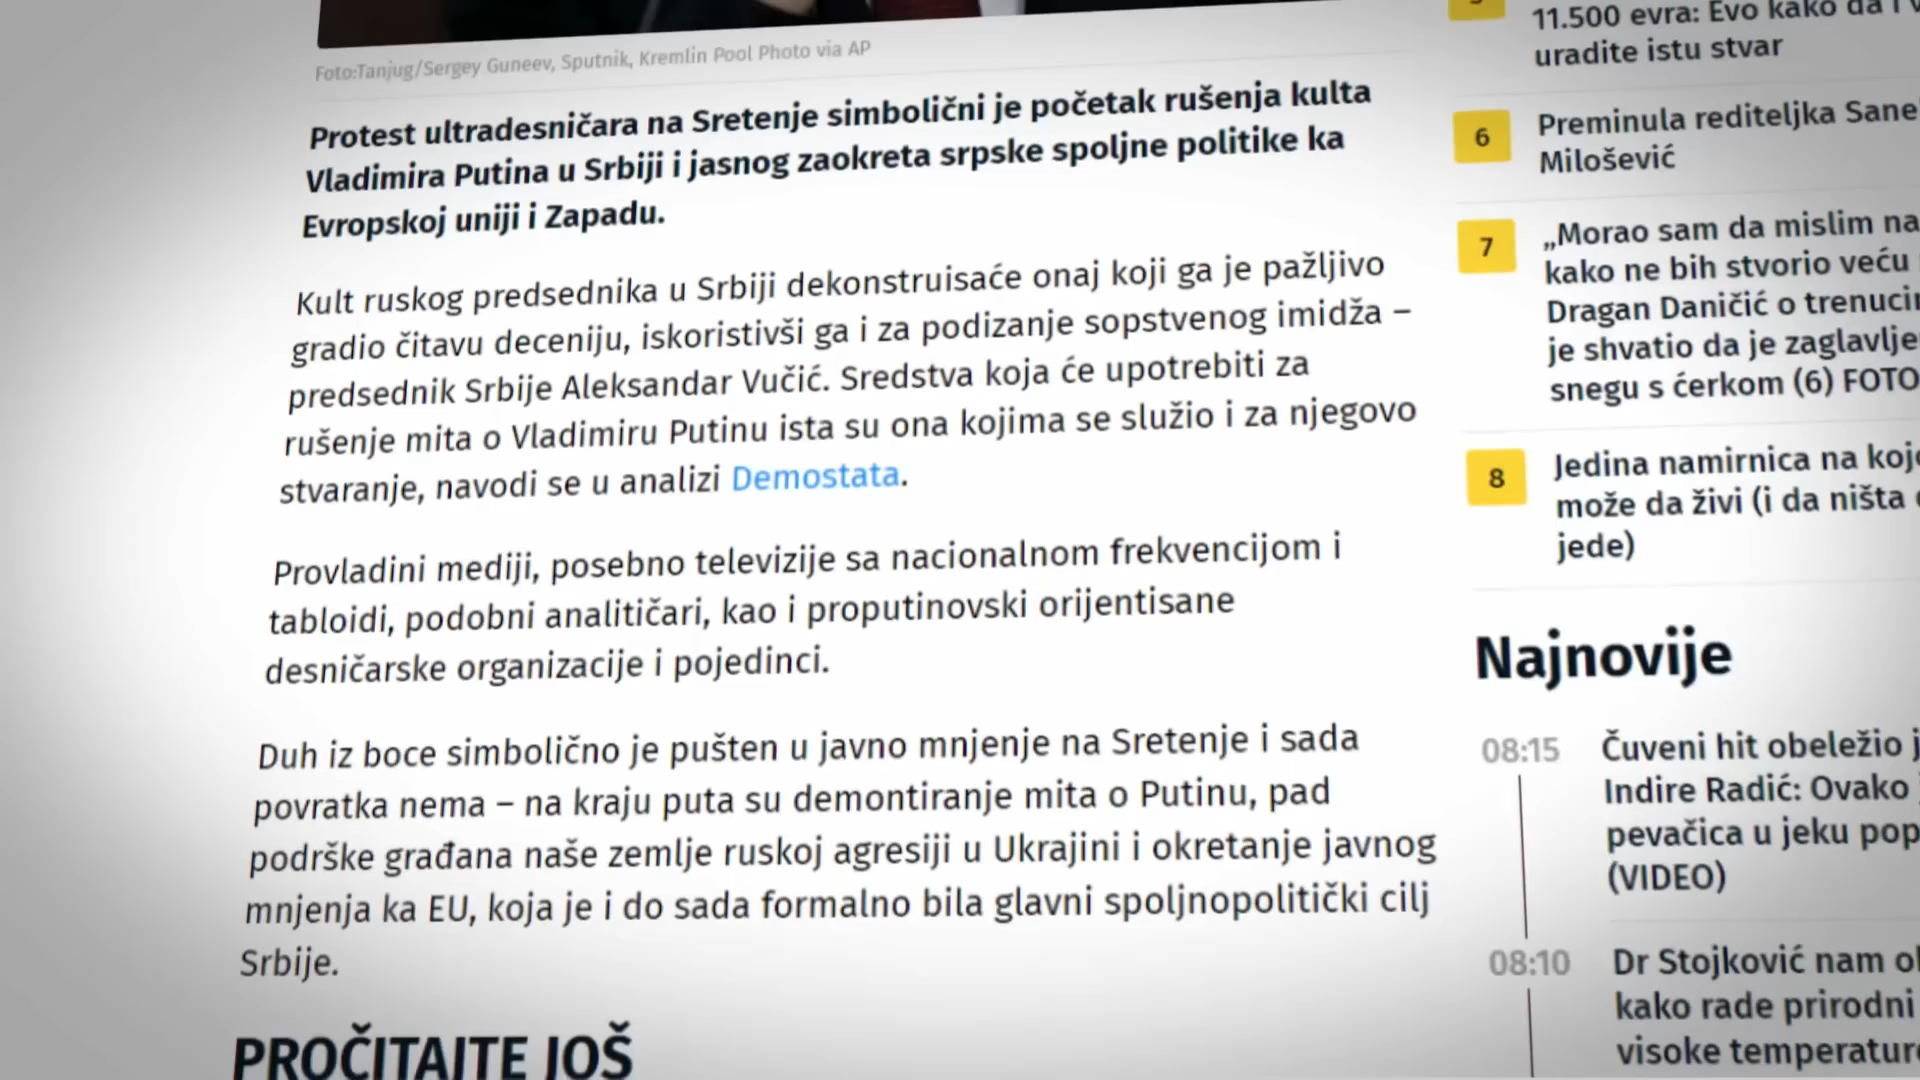 Foto:Tanjug/Sergey Guneev, Sputnik, Kremlin Pool Photo via AP
Protest ultradesničara na Sretenje simbolični je početak rušenja kulta
Vladimira Putina u Srbiji i jasnog zaokreta srpske spoljne politike ka
Evropskoj uniji i Zapadu.
Kult ruskog predsednika u Srbiji dekonstruisaće onaj koji ga je pažljivo
gradio čitavu deceniju, iskoristivši ga i za podizanje sopstvenog imidža –
predsednik Srbije Aleksandar Vučić. Sredstva koja će upotrebiti za
rušenje mita o Vladimiru Putinu ista su ona kojima se služio i za njegovo
stvaranje, navodi se u analizi Demostata.
Provladini mediji, posebno televizije sa nacionalnom frekvencijom i
tabloidi, podobni analitičari, kao i proputinovski orijentisane
desničarske organizacije i pojedinci.
Duh iz boce simbolično je pušten u javno mnjenje na Sretenje i sada
povratka nema – na kraju puta su demontiranje mita o Putinu, pad
podrške građana naše zemlje ruskoj agresiji u Ukrajini i okretanje javnog
mnjenja ka EU, koja je i do sada formalno bila glavni spoljnopolitički cilj
Srbije.
PROČITAJTE JOŠ
11.500 evra: Evo kako da i
uradite istu stvar
6
Preminula rediteljka Sane
Milošević
7
„Morao sam da mislim na
kako ne bih stvorio veću
Dragan Daničić o trenuci
je shvatio da je zaglavlje
snegu s ćerkom (6) FOTO
8
Jedina namirnica na koj
može da živi (i da ništa
jede)
Najnovije
08:15
Čuveni hit obeležio j
Indire Radić: Ovako
pevačica u jeku pop
(VIDEO)
08:10
Dr Stojković nam o
kako rade prirodni
visoke temperatur